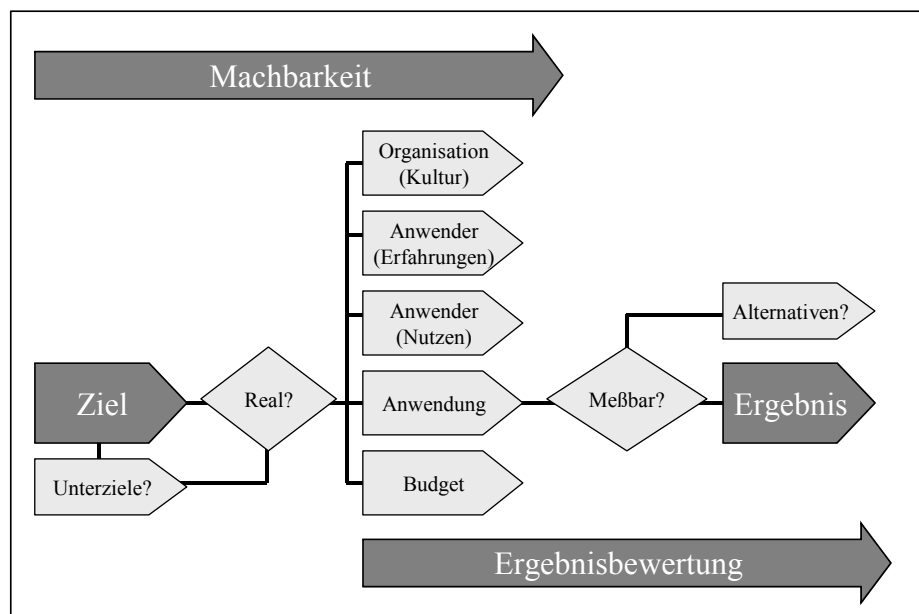 Machbarkeit
Organisation
(Kultur)
Anwender
(Erfahrungen)
Anwender
(Nutzen)
Alternativen?
Ziel
Real?
Anwendung
Meßbar?
Ergebnis
Unterziele?
Budget
Ergebnisbewertung